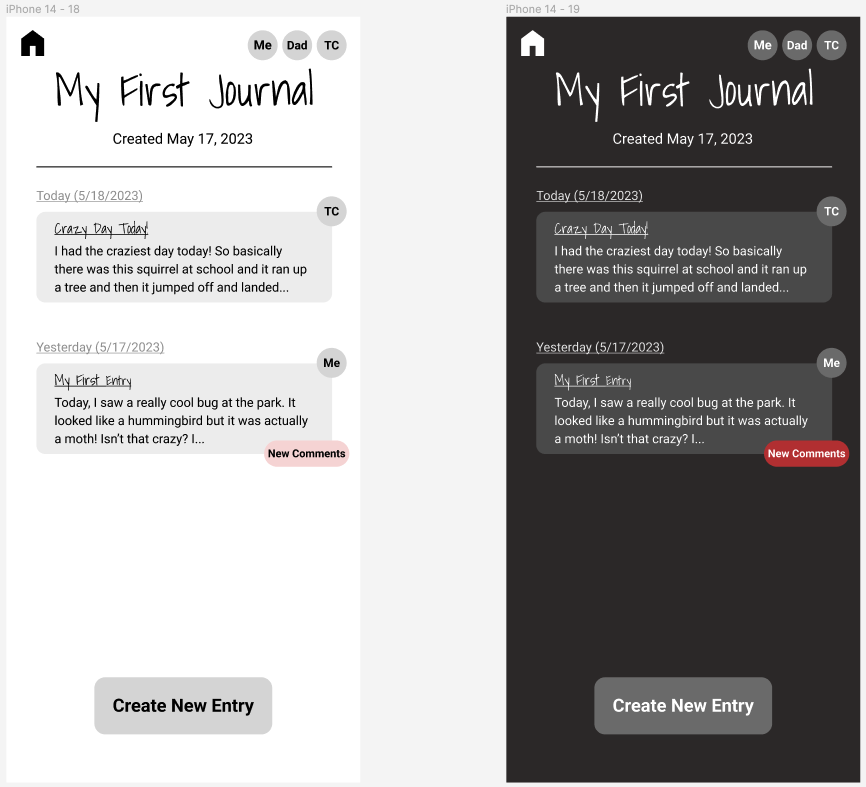 iPhone 14 - 18
Me Dad TC
My First Journal
Created May 17, 2023
Today (5/18/2023)
TC
Crazy Day Today!
I had the craziest day today! So basically
there was this squirrel at school and it ran up
a tree and then it jumped off and landed...
Yesterday (5/17/2023)
Me
My First Entry
Today, I saw a really cool bug at the park. It
looked like a hummingbird but it was actually
a moth! Isn’t that crazy? I...
New Comments
Create New Entry
iPhone 14 - 19
Me Dad TC
My First Journal
Created May 17, 2023
Today (5/18/2023)
TC
Crazy Day Today!
I had the craziest day today! So basically
there was this squirrel at school and it ran up
a tree and then it jumped off and landed...
Yesterday (5/17/2023)
Me
My First Entry
Today, I saw a really cool bug at the park. It
looked like a hummingbird but it was actually
a moth! Isn’t that crazy? I...
New Comments
Create New Entry